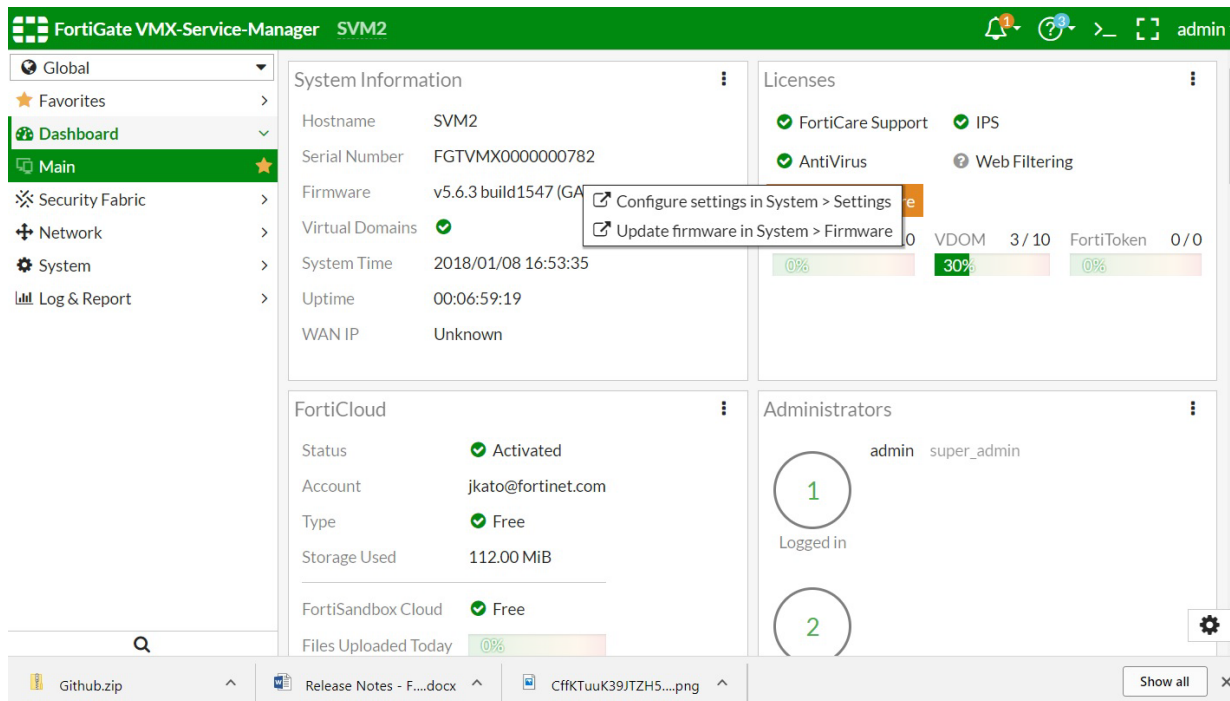 FortiGate VMX-Service-Manager SVM2 1 3 >_ admin
Global
Favorites
Dashboard
Main
Security Fabric
Network
System
Log & Report
System Information
Hostname SVM2
Serial Number FGTVMX0000000782
Firmware v5.6.3 build1547 (GA
Virtual Domains
System Time 2018/01/08 16:53:35
Uptime 00:06:59:19
WAN IP Unknown
Configure settings in System > Settings
Update firmware in System > Firmware
Licenses
FortiCare Support IPS
AntiVirus Web Filtering
VDOM 3 / 10 FortiToken 0 / 0
0% 30% 0%
FortiCloud
Status Activated
Account jkato@fortinet.com
Type Free
Storage Used 112.00 MiB
FortiSandbox Cloud Free
Files Uploaded Today 0%
Administrators
admin super_admin
1
Logged in
2
Github.zip Release Notes - F....docx CffKTuuK39JTZH5....png Show all